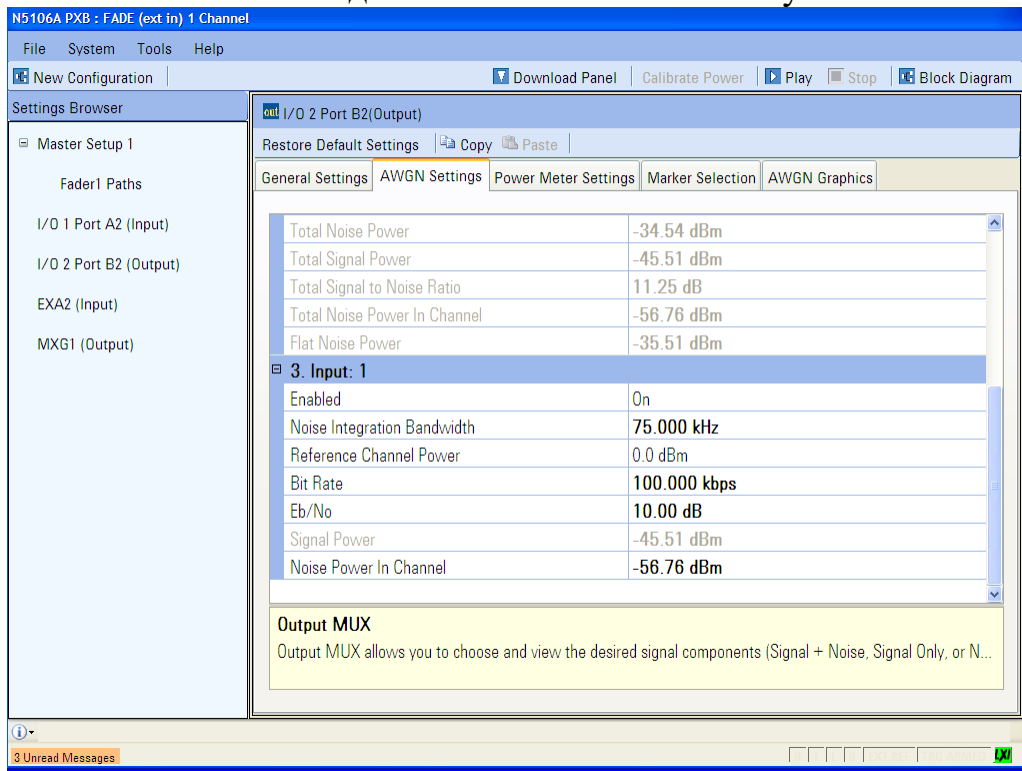 N5106A PXB : FADE (ext in) 1 Channel
File System Tools Help
New Configuration Download Panel Calibrate Power Play Stop Block Diagram
Settings Browser
Master Setup 1
Fader1 Paths
I/O 1 Port A2 (Input)
I/O 2 Port B2 (Output)
EXA2 (Input)
MXG1 (Output)
out I/O 2 Port B2(Output)
Restore Default Settings Copy Paste
General Settings AWGN Settings Power Meter Settings Marker Selection AWGN Graphics
Total Noise Power -34.54 dBm
Total Signal Power -45.51 dBm
Total Signal to Noise Ratio 11.25 dB
Total Noise Power In Channel -56.76 dBm
Flat Noise Power -35.51 dBm
3. Input: 1
Enabled On
Noise Integration Bandwidth 75.000 kHz
Reference Channel Power 0.0 dBm
Bit Rate 100.000 kbps
Eb/No 10.00 dB
Signal Power -45.51 dBm
Noise Power In Channel -56.76 dBm
Output MUX
Output MUX allows you to choose and view the desired signal components (Signal + Noise, Signal Only, or N...
3 Unread Messages
LXI